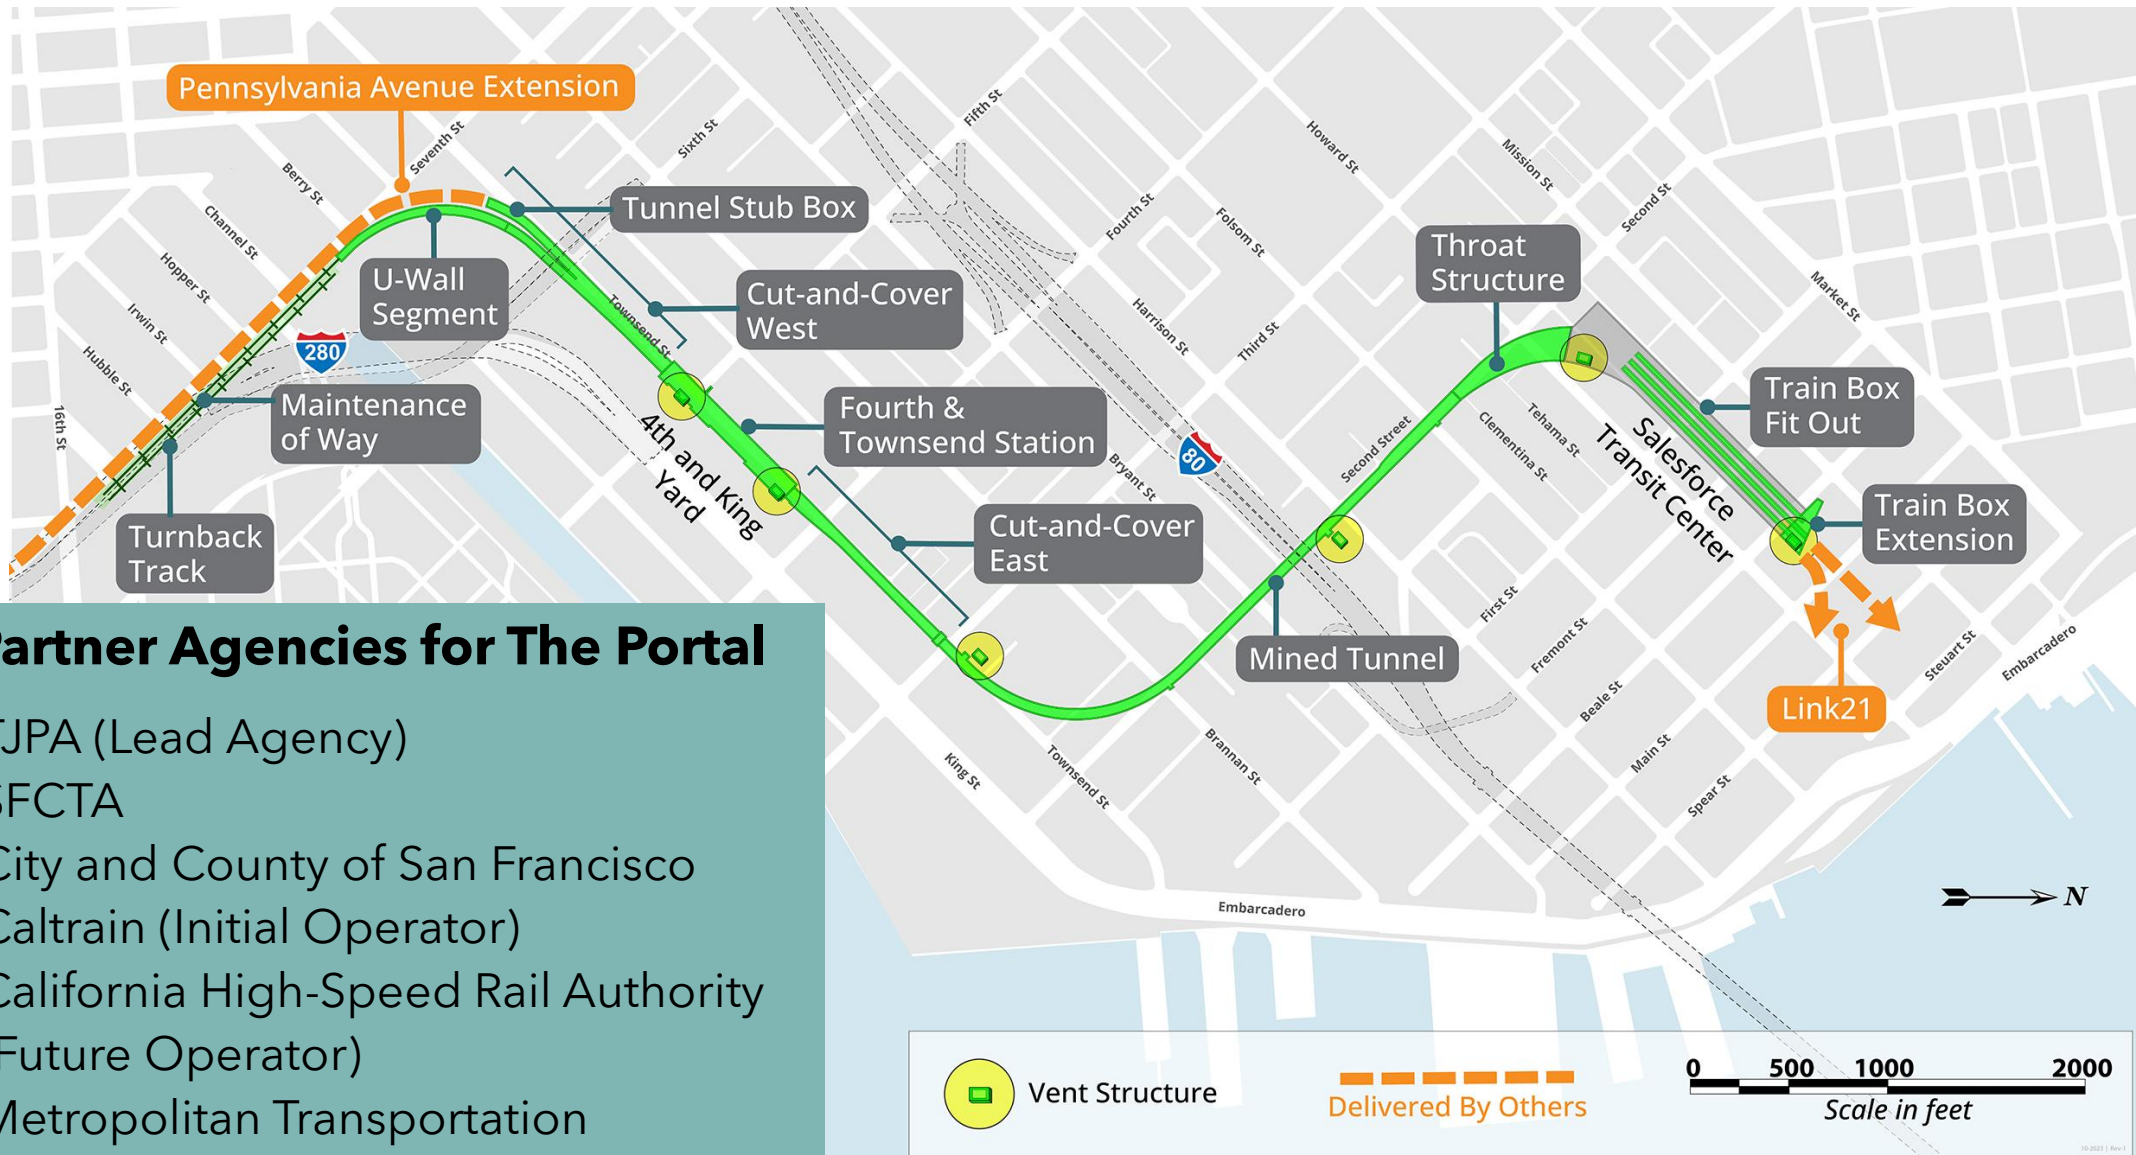 Pennsylvania Avenue Extension
Seventh St
Sixth St
Fifth St
Howard St
Mission St
Berry St
Channel St
Hopper St
Irwin St
Hubble St
16th St
Tunnel Stub Box
Fourth St
Folsom St
Second St
Market St
U-Wall
Segment
Cut-and-Cover
West
Throat
Structure
Townsend St
Harrison St
Third St
280
Maintenance
of Way
Fourth &
Townsend Station
4th and King
Yard
Bryant St
80
Second Street
Clementina St
Tehama St
Salesforce
Transit Center
Train Box
Fit Out
Train Box
Extension
Turnback
Track
Cut-and-Cover
East
Mined Tunnel
First St
Fremont St
Beale St
Main St
Spear St
Steuart St
Embarcadero
Link21
King St
Townsend St
Brannan St
Embarcadero
N
artner Agencies for The Portal
JPA (Lead Agency)
SFCTA
City and County of San Francisco
Caltrain (Initial Operator)
California High-Speed Rail Authority
Future Operator)
Metropolitan Transportation
Vent Structure
Delivered By Others
0 500 1000 2000
Scale in feet